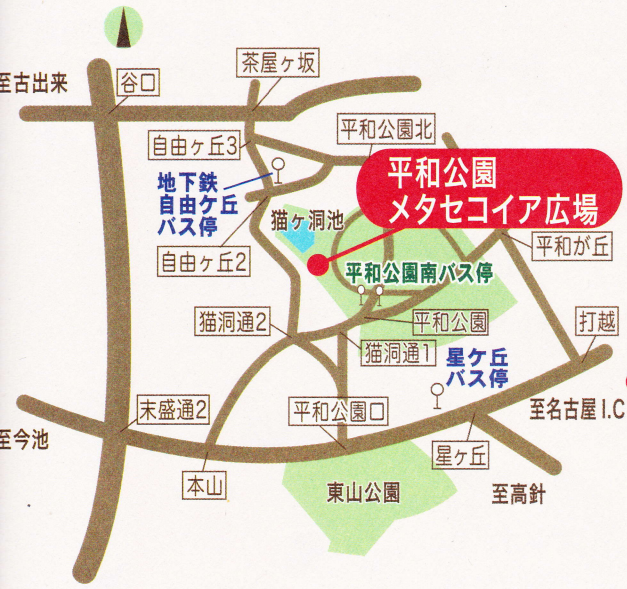 茶屋ヶ坂
至古出来
谷口
平和公園北
自由ヶ丘3
地下鉄
自由ケ丘
バス停
平和公園
メタセコイア広場
猫ヶ洞池
平和が丘
自由ヶ丘2
平和公園南バス停
猫洞通2
平和公園
打越
猫洞通1
星ケ丘
バス停
末盛通2
平和公園口
至名古屋I.C
至今池
星ヶ丘
本山
東山公園
至高針